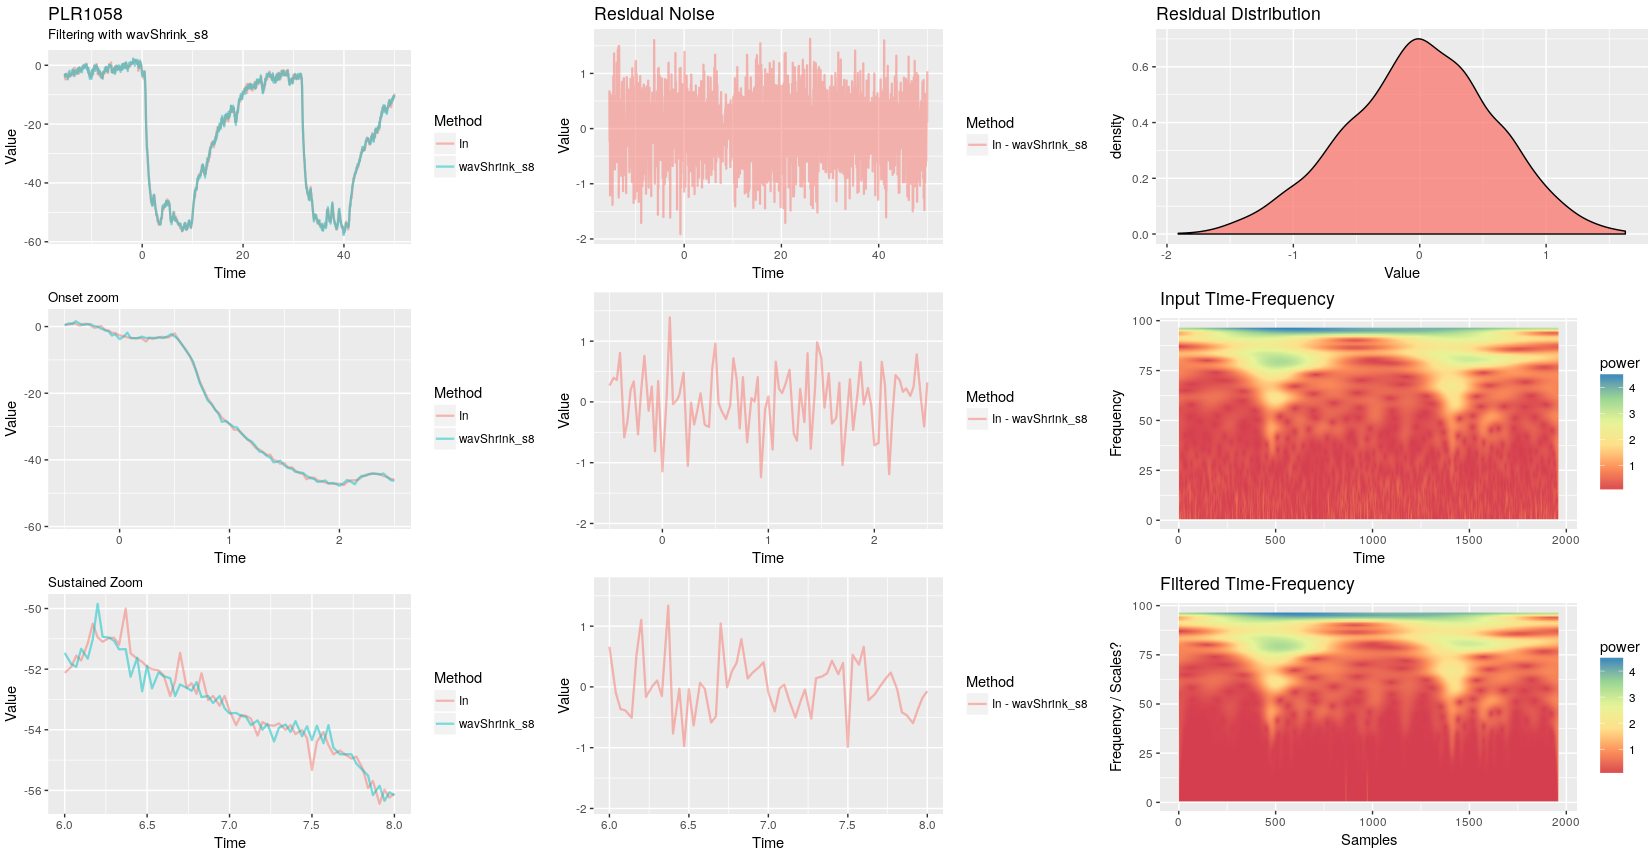 PLR1058
Filtering with wavShrink_s8
0
-20
-40
-60
Value
0
20
40
Time
Method
In
wavShrink_s8
Residual Noise
1
0
-1
-2
Value
0
20
40
Time
Method
In - wavShrink_s8
Residual Distribution
0.6
0.4
0.2
0.0
density
-2
-1
0
1
Value
Onset zoom
0
-20
-40
-60
Value
0
1
2
Time
Method
In
wavShrink_s8
1
0
-1
-2
Value
0
1
2
Time
Method
In - wavShrink_s8
Input Time-Frequency
100
75
50
25
0
Frequency
0
500
1000
1500
2000
Time
power
4
3
2
1
Sustained Zoom
-50
-52
-54
-56
Value
6.0
6.5
7.0
7.5
8.0
Time
Method
In
wavShrink_s8
1
0
-1
-2
Value
6.0
6.5
7.0
7.5
8.0
Time
Method
In - wavShrink_s8
Filtered Time-Frequency
100
75
50
25
0
Frequency / Scales?
0
500
1000
1500
2000
Samples
power
4
3
2
1